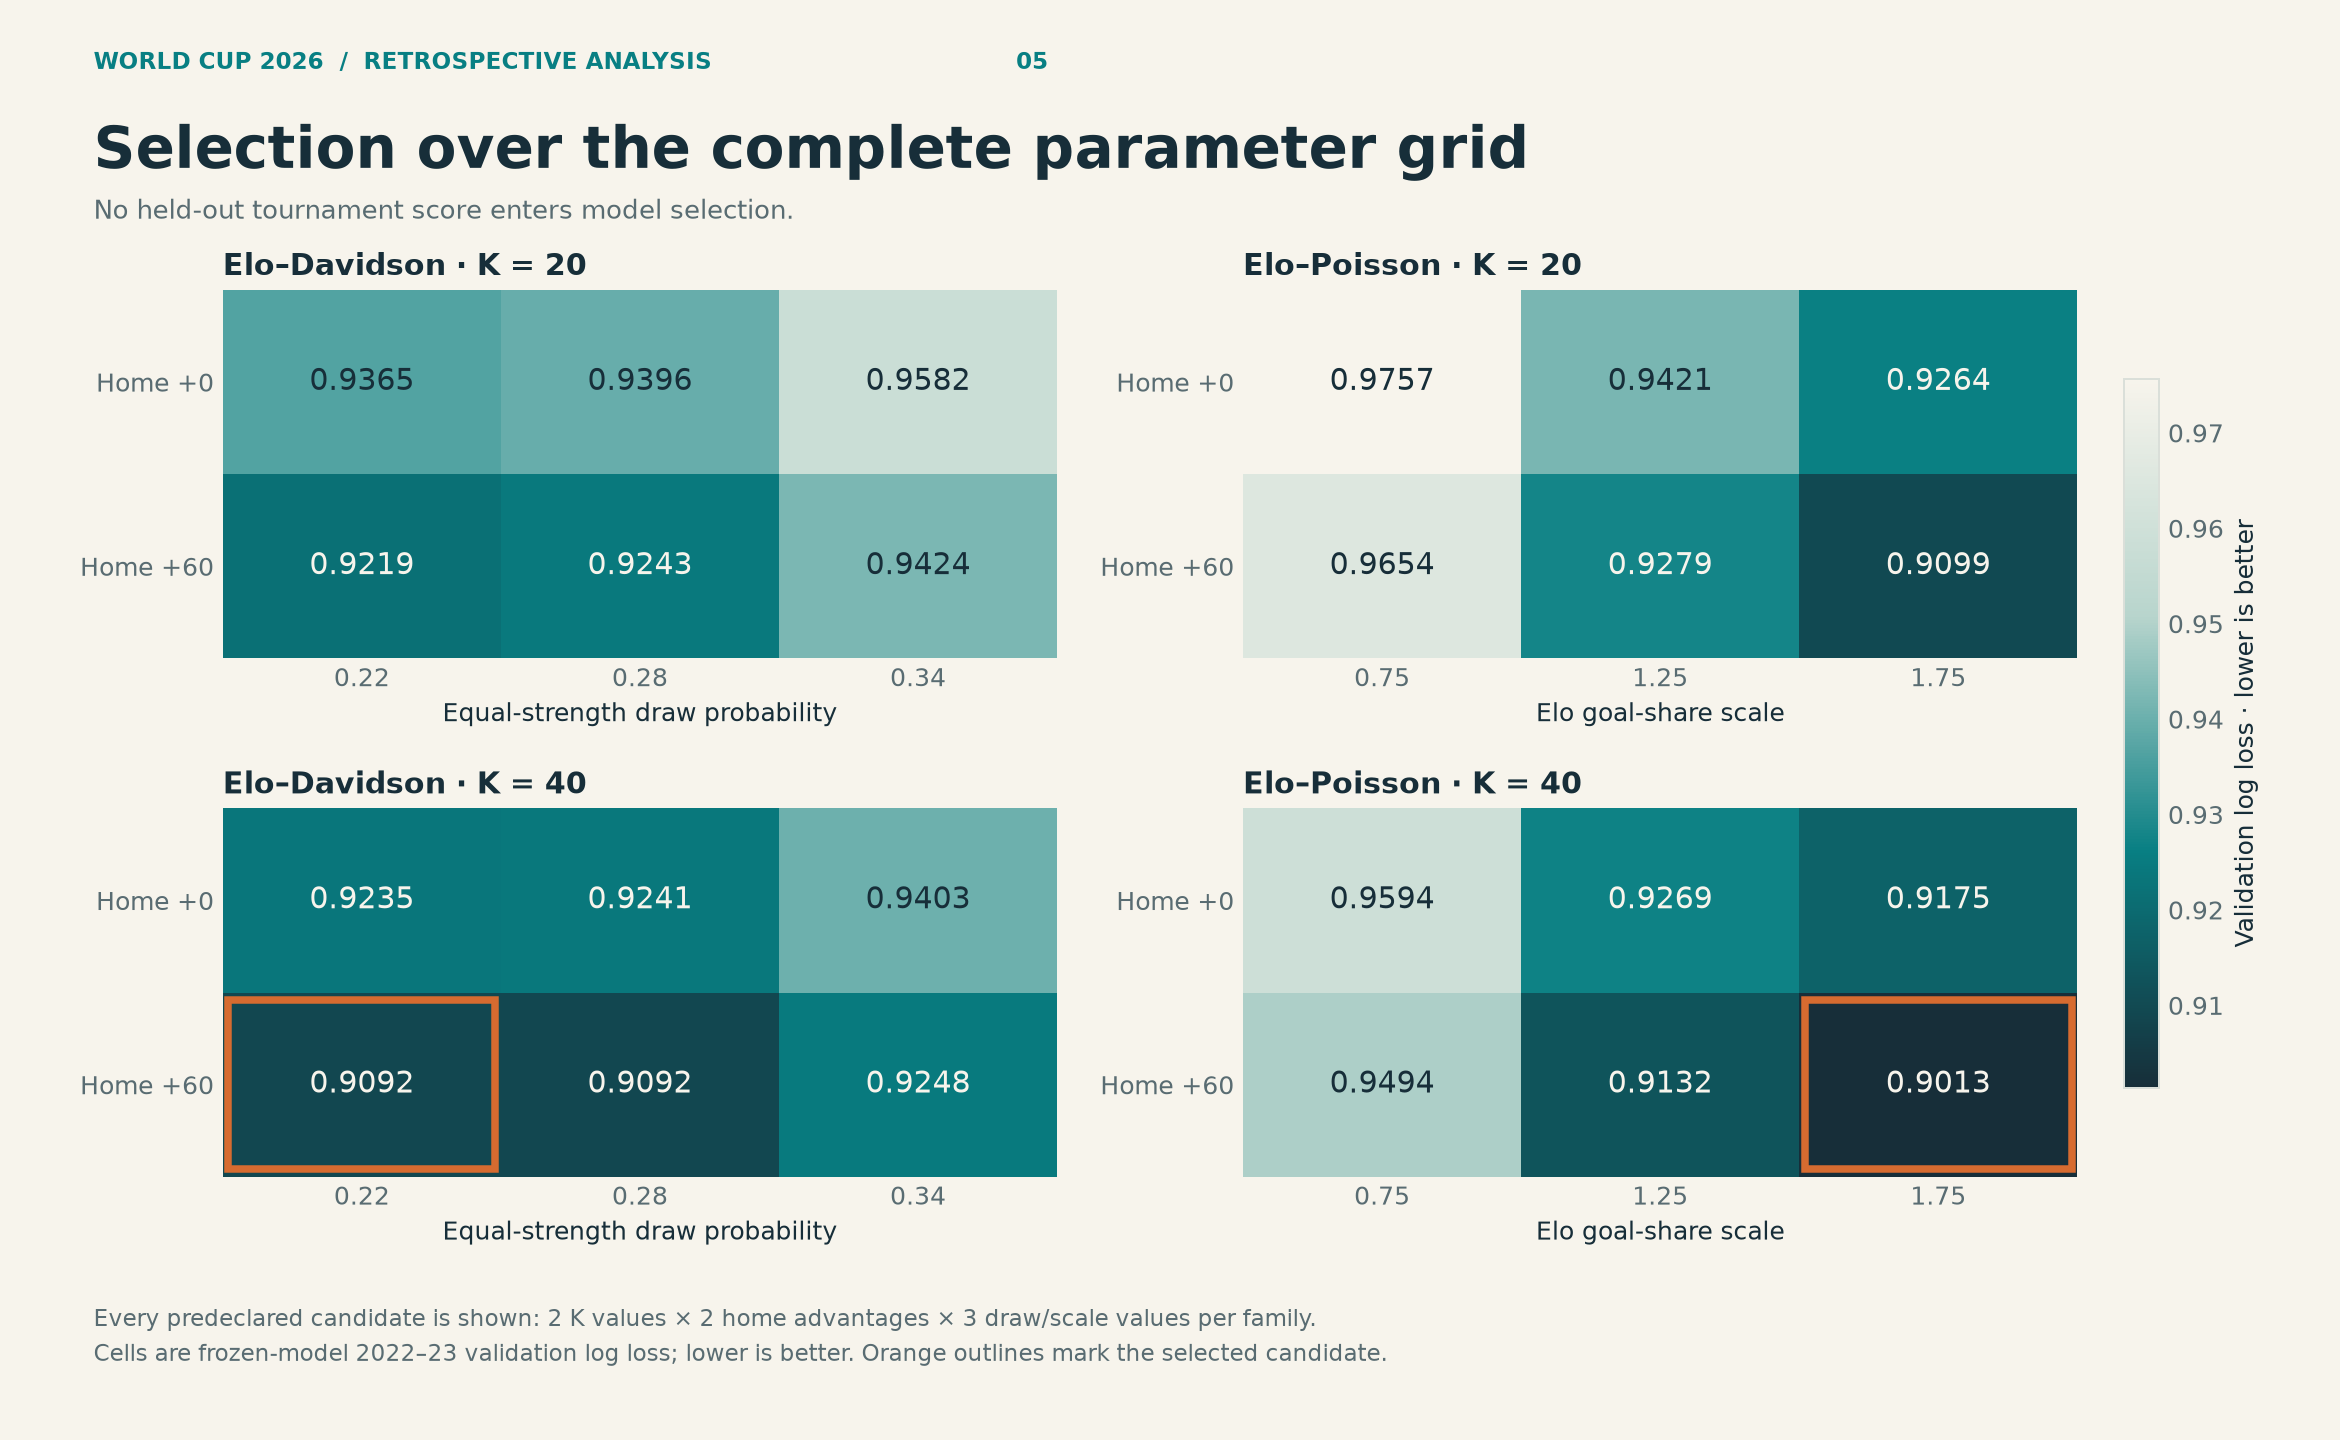 WORLD CUP 2026 / RETROSPECTIVE ANALYSIS 05
Selection over the complete parameter grid
No held-out tournament score enters model selection.
Elo–Davidson · K = 20
Home +0 0.9365 0.9396 0.9582
Home +60 0.9219 0.9243 0.9424
0.22 0.28 0.34
Equal-strength draw probability
Elo–Poisson · K = 20
Home +0 0.9757 0.9421 0.9264
Home +60 0.9654 0.9279 0.9099
0.75 1.25 1.75
Elo goal-share scale
Elo–Davidson · K = 40
Home +0 0.9235 0.9241 0.9403
Home +60 0.9092 0.9092 0.9248
0.22 0.28 0.34
Equal-strength draw probability
Elo–Poisson · K = 40
Home +0 0.9594 0.9269 0.9175
Home +60 0.9494 0.9132 0.9013
0.75 1.25 1.75
Elo goal-share scale
0.97
0.96
0.95
0.94
0.93
0.92
0.91
Validation log loss · lower is better
Every predeclared candidate is shown: 2 K values × 2 home advantages × 3 draw/scale values per family.
Cells are frozen-model 2022–23 validation log loss; lower is better. Orange outlines mark the selected candidate.